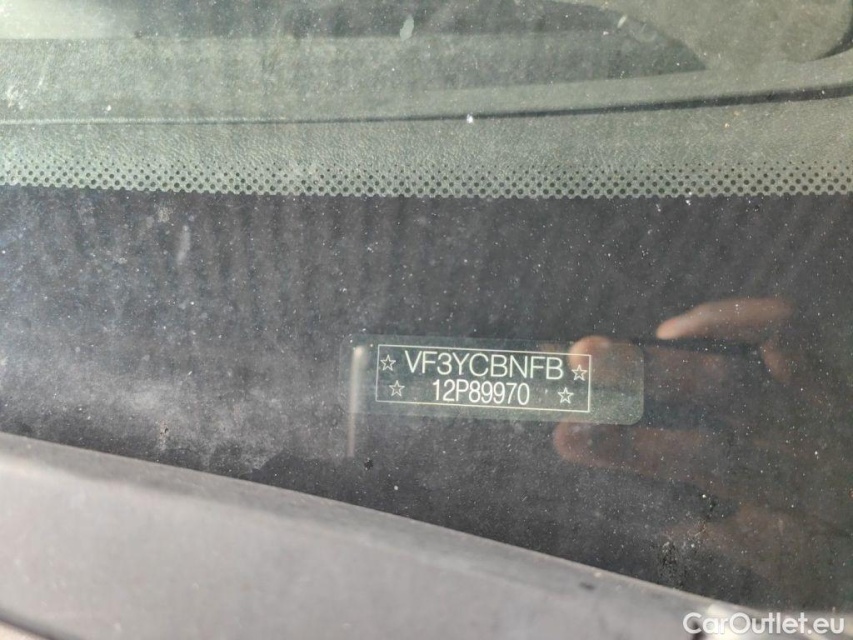 ☆ VF3YCBNFB ☆
☆ 12P89970 ☆
CarOutlet.eu